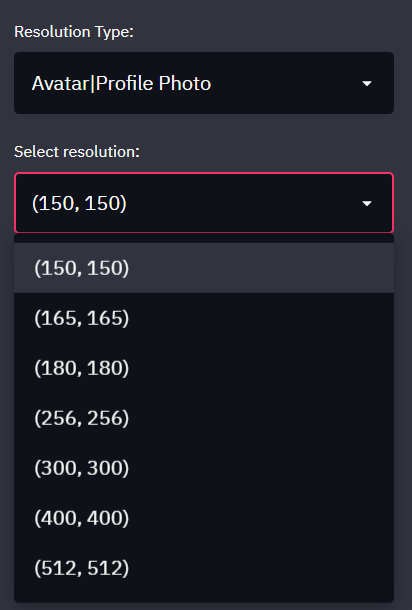 Resolution Type:
Avatar|Profile Photo
Select resolution:
(150, 150)
(150, 150)
(165, 165)
(180, 180)
(256, 256)
(300, 300)
(400, 400)
(512, 512)